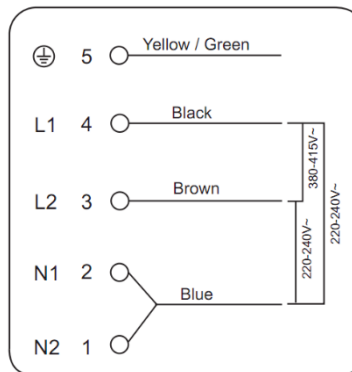 5 Yellow / Green
L1 4 Black
L2 3 Brown
N1 2
Blue
N2 1
380-415V~
220-240V~
220-240V~